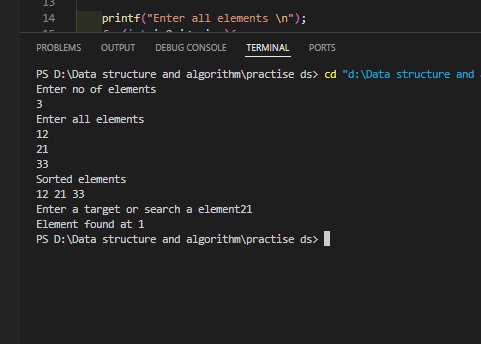 13
14 printf("Enter all elements \n");
15
PROBLEMS OUTPUT DEBUG CONSOLE TERMINAL PORTS
PS D:\Data structure and algorithm\practise ds> cd "d:\Data structure and
Enter no of elements
3
Enter all elements
12
21
33
Sorted elements
12 21 33
Enter a target or search a element21
Element found at 1
PS D:\Data structure and algorithm\practise ds>